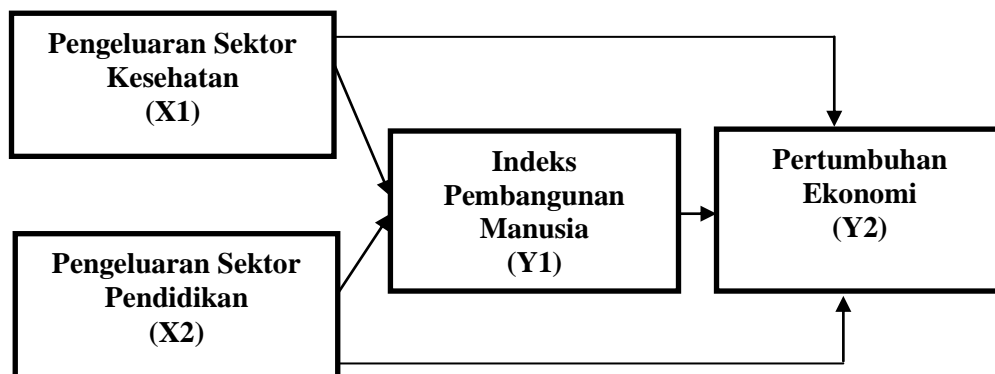 Pengeluaran Sektor
Kesehatan
(X1)
Indeks
Pembangunan
Manusia
(Y1)
Pertumbuhan
Ekonomi
(Y2)
Pengeluaran Sektor
Pendidikan
(X2)